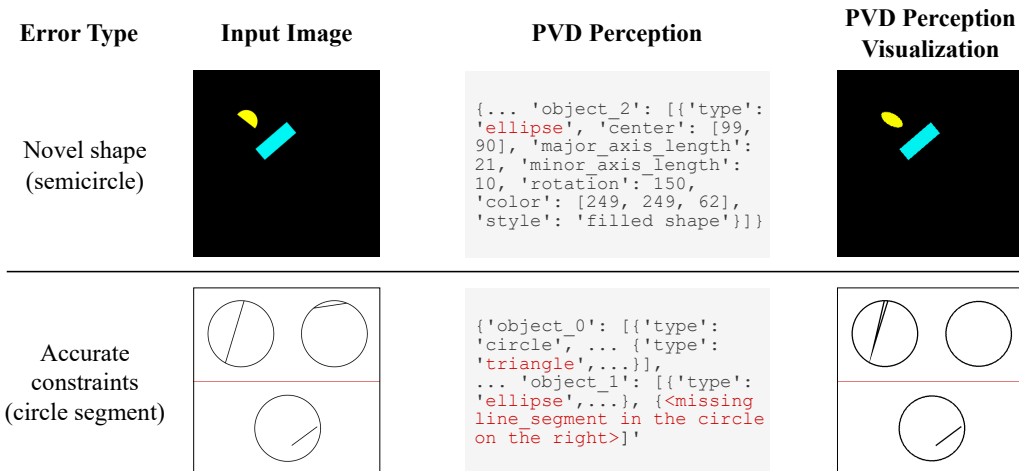 Error Type
Input Image
PVD Perception
PVD Perception
Visualization
Novel shape
(semicircle)
{... 'object_2': [{'type':
'ellipse', 'center': [99,
90], 'major_axis_length':
21, 'minor_axis_length':
10, 'rotation': 150,
'color': [249, 249, 62],
'style': 'filled shape'}]}
Accurate
constraints
(circle segment)
{'object_0': [{'type':
'circle', ... {'type':
'triangle',...}],
... 'object_1': [{'type':
'ellipse',...}, {<missing
line_segment in the circle
on the right>]'